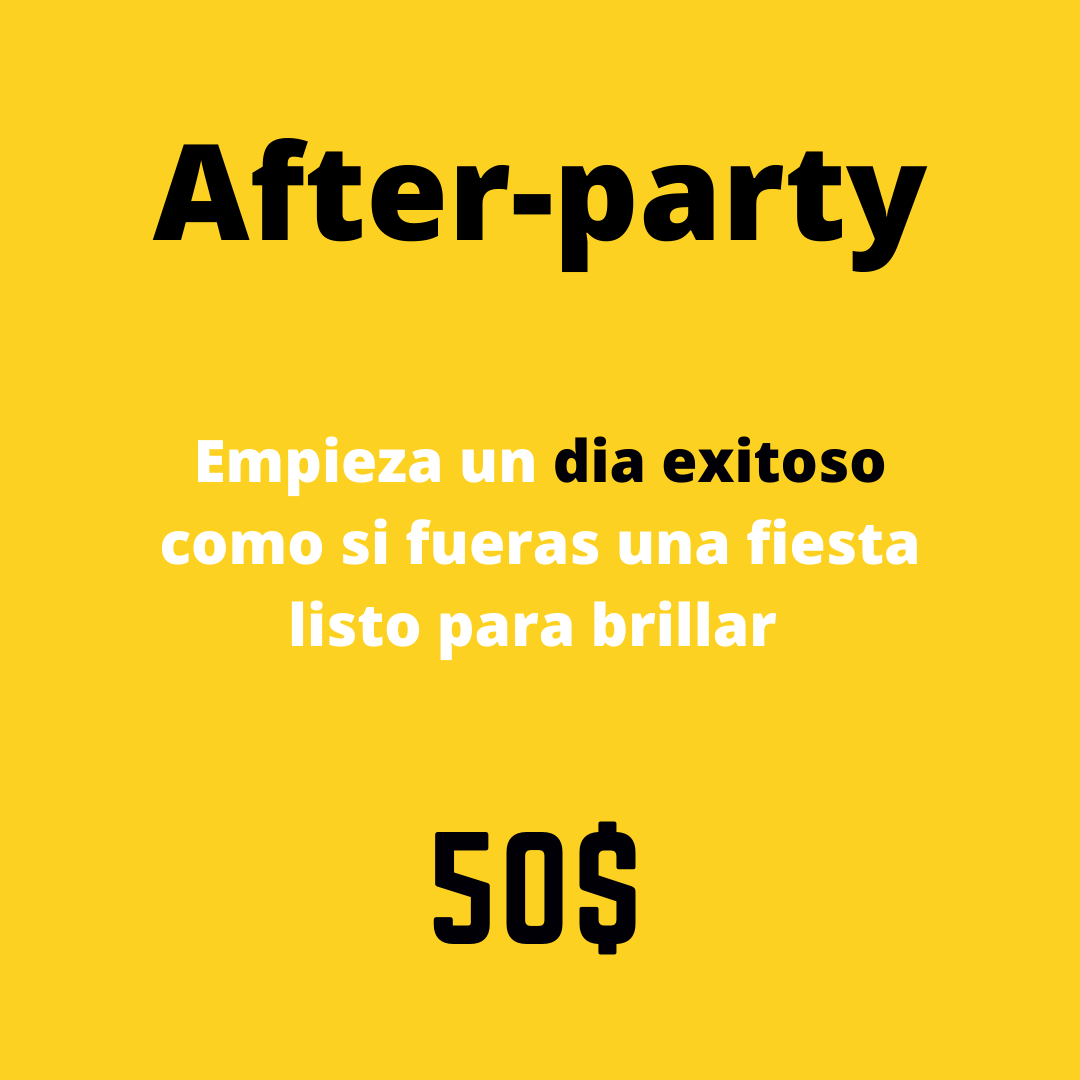 After-party
Empieza un dia exitoso
como si fueras una fiesta
listo para brillar
50$